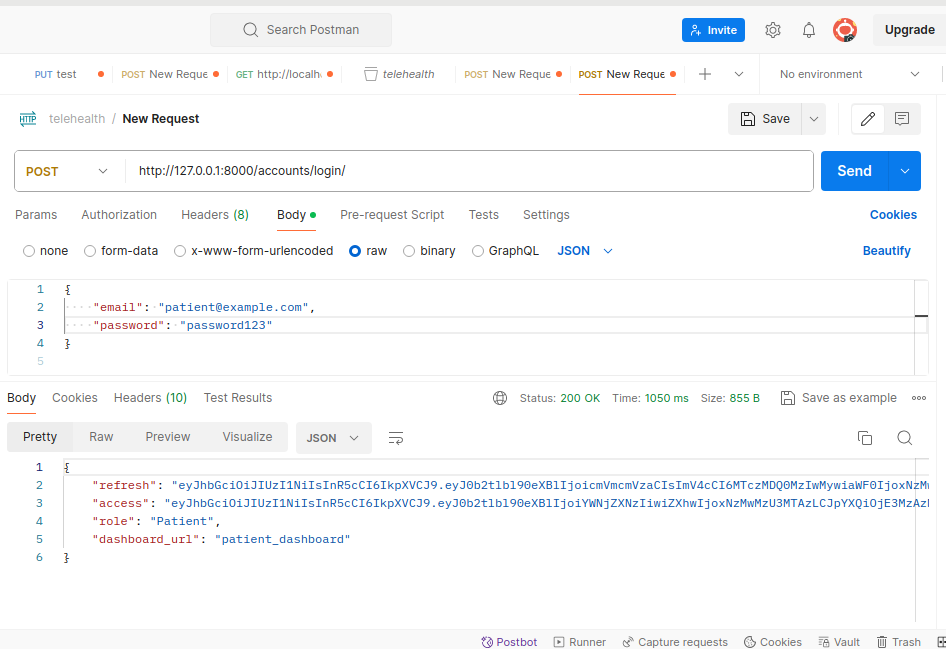 Search Postman
Invite
Upgrade
PUT test
POST New Reque
GET http://localh
telehealth
POST New Reque
POST New Reque
No environment
HTTP
telehealth / New Request
Save
POST
http://127.0.0.1:8000/accounts/login/
Send
Params Authorization Headers (8) Body Pre-request Script Tests Settings Cookies
none form-data x-www-form-urlencoded raw binary GraphQL JSON Beautify
1 {
2 ····"email":·"patient@example.com",
3 ····"password":·"password123"
4 }
5
Body Cookies Headers (10) Test Results Status: 200 OK Time: 1050 ms Size: 855 B Save as example
Pretty Raw Preview Visualize JSON
1 {
2 "refresh": "eyJhbGciOiJIUzI1NiIsInR5cCI6IkpXVCJ9.eyJ0b2tlbl90eXBlIjoicmVmcmVzaCIsImV4cCI6MTczMDQ0MzIwMywiaWF0IjoxNzMw
3 "access": "eyJhbGciOiJIUzI1NiIsInR5cCI6IkpXVCJ9.eyJ0b2tlbl90eXBlIjoiYWNjZXNzIiwiZXhwIjoxNzMwMzU3MTAzLCJpYXQiOjE3MzAz
4 "role": "Patient",
5 "dashboard_url": "patient_dashboard"
6 }
Postbot Runner Capture requests Cookies Vault Trash